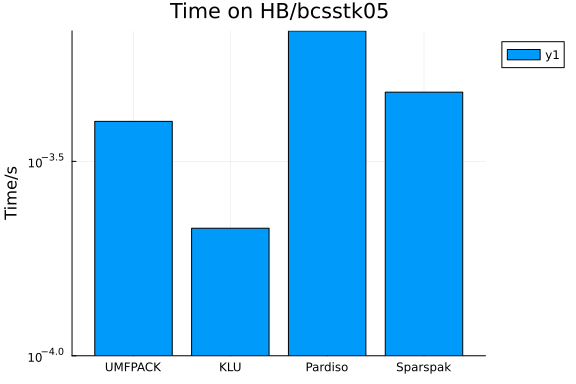 Time on HB/bcsstk05
y1
Time/s
10^−3.5
10^−4.0
UMFPACK KLU Pardiso Sparspak